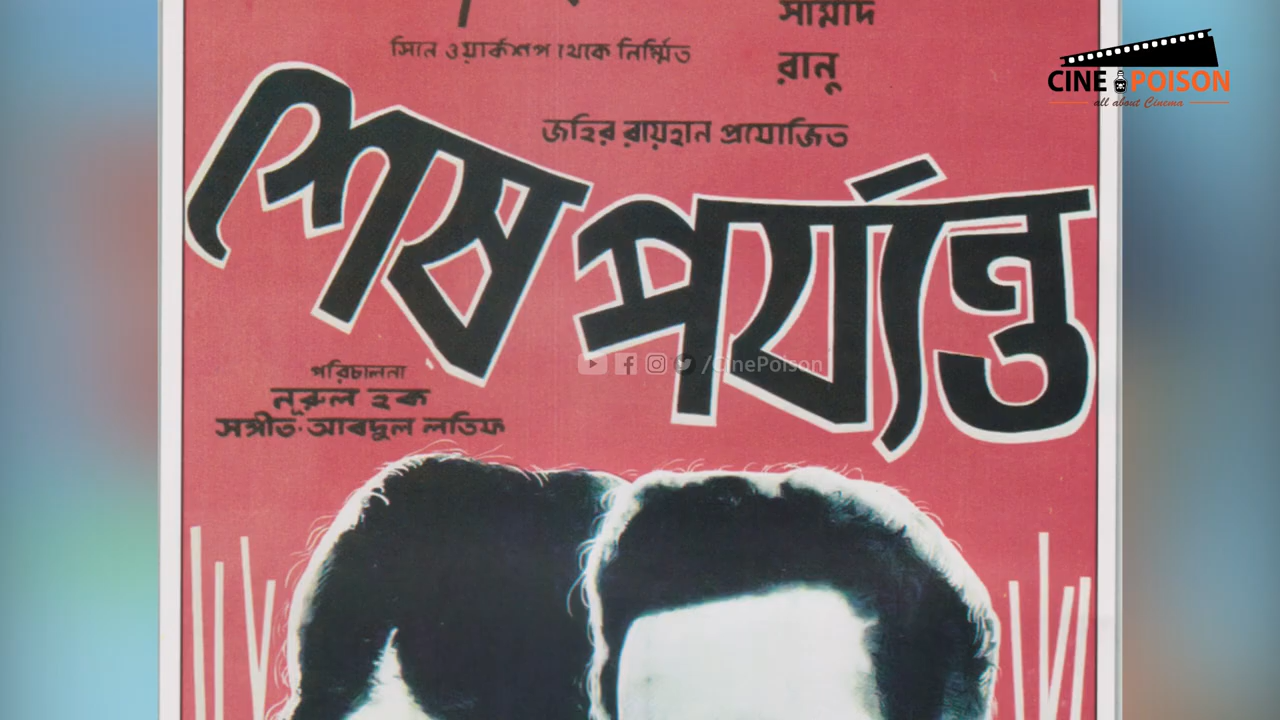 সান্নাদ
রানু
সিনে ওয়ার্কশপ থেকে নির্ম্মিত
জহির রায়হান প্রযোজিত
শেষ পর্য্যন্ত
পরিচালনা
নূরুল হক
সঙ্গীত·আবদুল লতিফ
CINE POISON
all about Cinema
/CinePoison